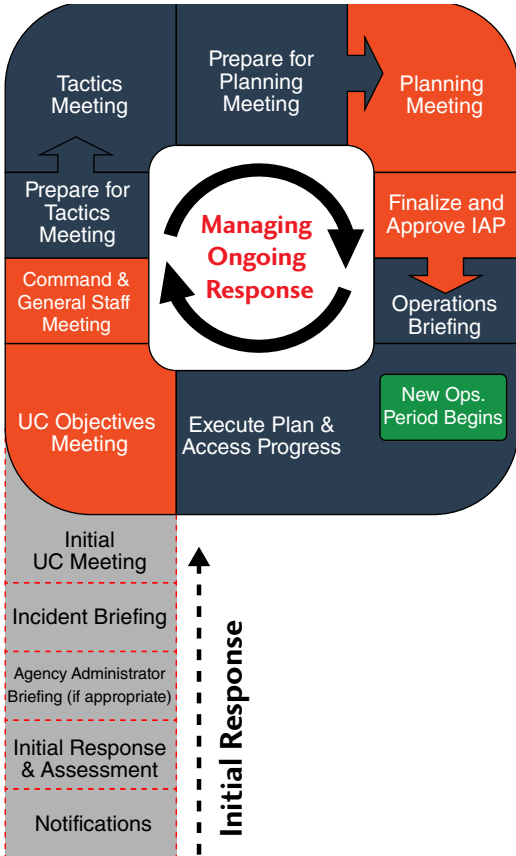 Tactics
Meeting
Prepare for
Planning
Meeting
Planning
Meeting
Prepare for
Tactics
Meeting
Managing
Ongoing
Response
Finalize and
Approve IAP
Command &
General Staff
Meeting
Operations
Briefing
UC Objectives
Meeting
Execute Plan &
Access Progress
New Ops.
Period Begins
Initial
UC Meeting
Incident Briefing
Agency Administrator
Briefing (if appropriate)
Initial Response
& Assessment
Notifications
Initial Response